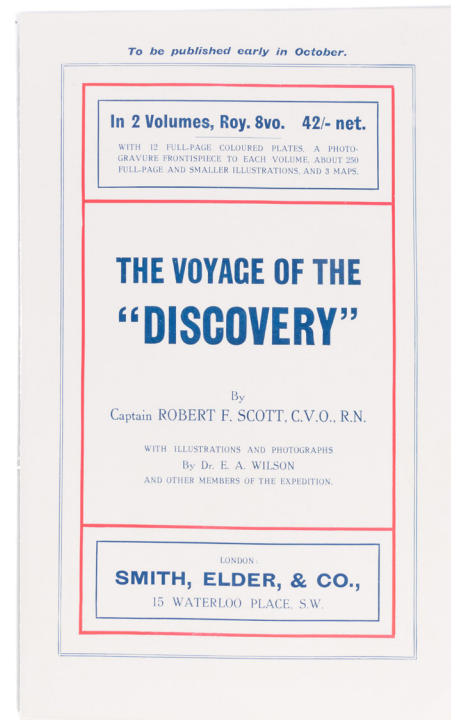 To be published early in October.
In 2 Volumes, Roy. 8vo. 42/- net.
WITH 12 FULL-PAGE COLOURED PLATES, A PHOTO-
GRAVURE FRONTISPIECE TO EACH VOLUME, ABOUT 250
FULL-PAGE AND SMALLER ILLUSTRATIONS, AND 3 MAPS.
THE VOYAGE OF THE
“DISCOVERY”
By
Captain ROBERT F. SCOTT, C.V.O., R.N.
WITH ILLUSTRATIONS AND PHOTOGRAPHS
By Dr. E. A. WILSON
AND OTHER MEMBERS OF THE EXPEDITION.
LONDON:
SMITH, ELDER, & CO.,
15 WATERLOO PLACE, S.W.